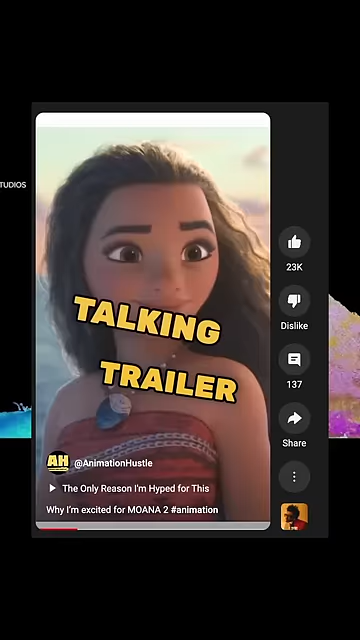 TUDIOS
TALKING
TRAILER
23K
Dislike
137
Share
AH @AnimationHustle
The Only Reason I'm Hyped for This
Why I'm excited for MOANA 2 #animation